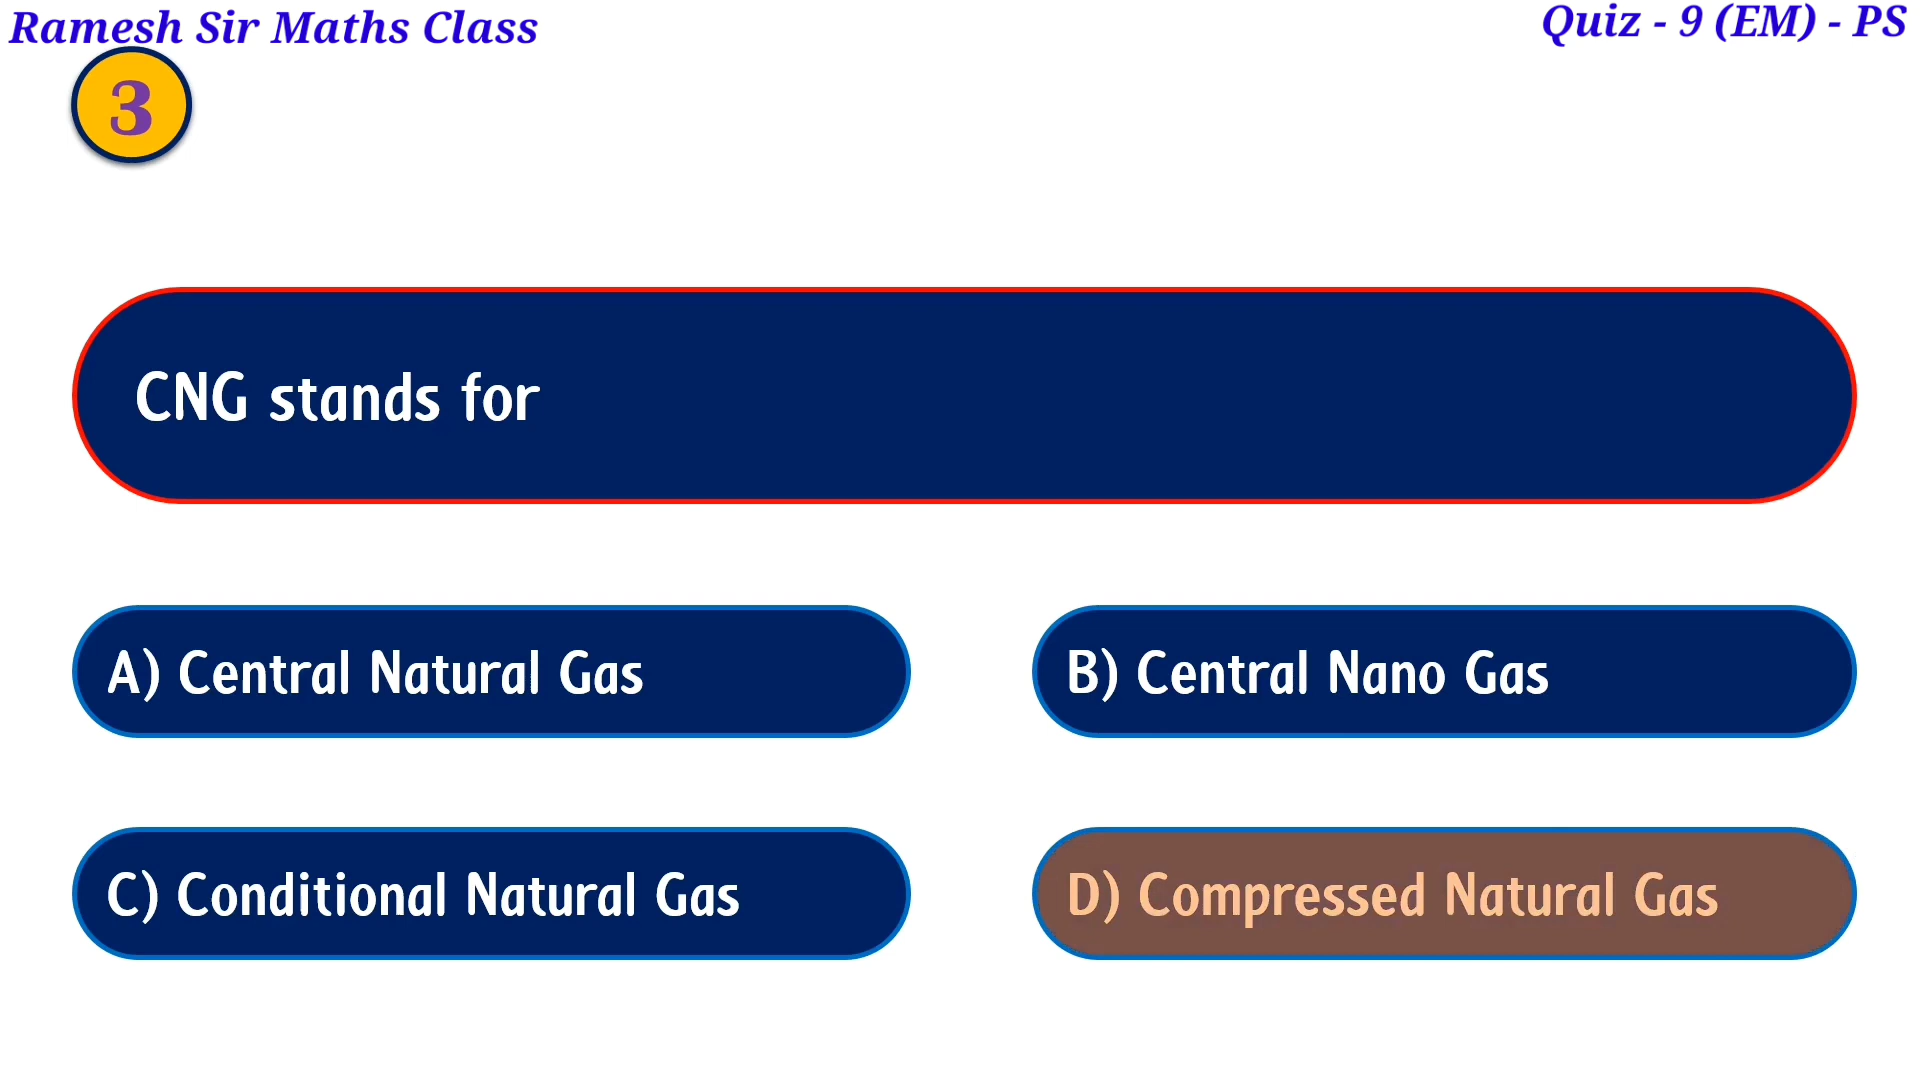 Ramesh Sir Maths Class
Quiz - 9 (EM) - PS
3
CNG stands for
A) Central Natural Gas
B) Central Nano Gas
C) Conditional Natural Gas
D) Compressed Natural Gas